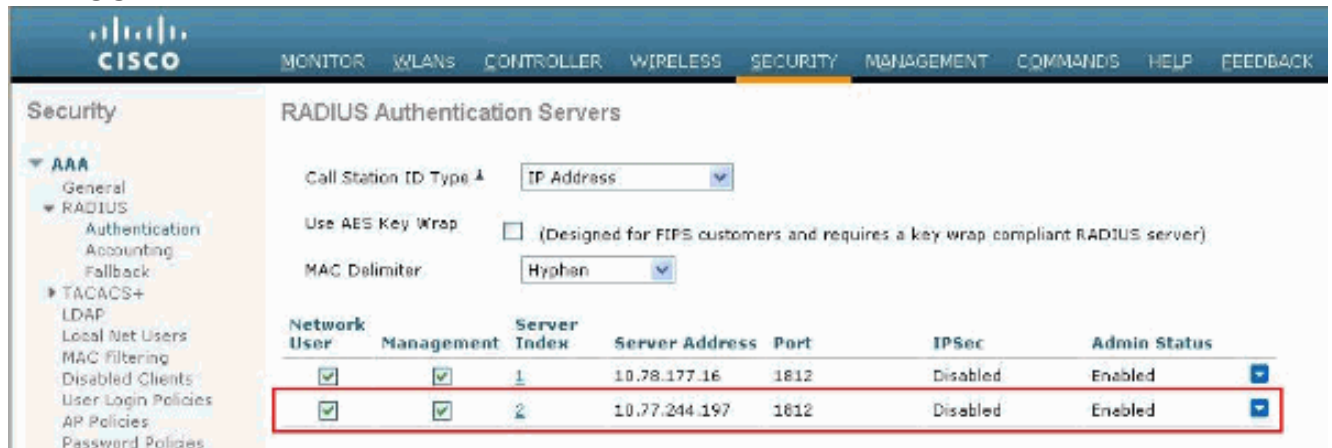 CISCO
MONITOR WLANs CONTROLLER WIRELESS SECURITY MANAGEMENT COMMANDS HELP FEEDBACK
Security
AAA
General
RADIUS
Authentication
Accounting
Fallback
TACACS+
LDAP
Local Net Users
MAC Filtering
Disabled Clients
User Login Policies
AP Policies
Password Policies
RADIUS Authentication Servers
Call Station ID Type 1 IP Address
Use AES Key Wrap (Designed for FIPS customers and requires a key wrap compliant RADIUS server)
MAC Delimiter Hyphen
Network User Management Server Index Server Address Port IPSec Admin Status
1 10.78.177.16 1812 Disabled Enabled
2 10.77.244.197 1812 Disabled Enabled